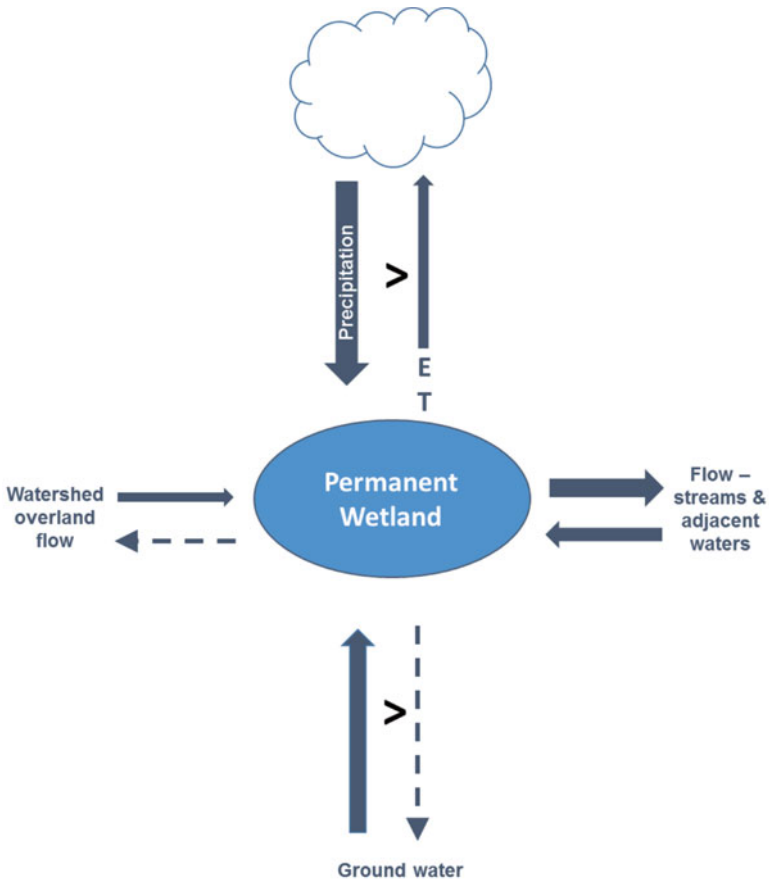 Precipitation
>
E
T
Permanent
Wetland
Watershed
overland
flow
Flow –
streams &
adjacent
waters
>
Ground water